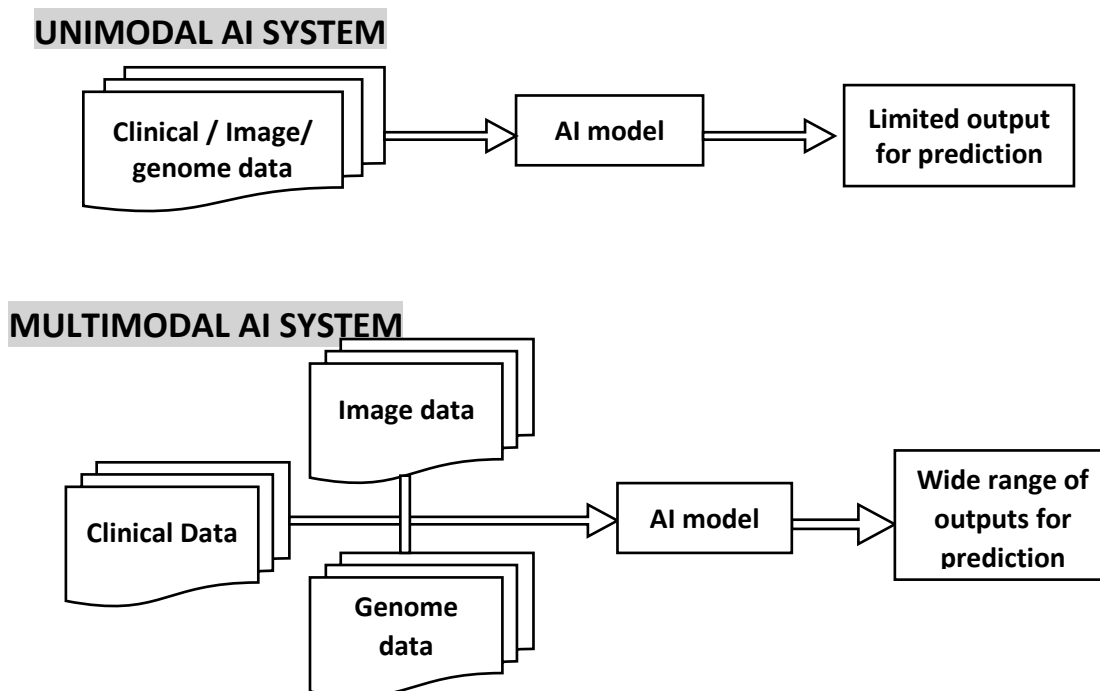 UNIMODAL AI SYSTEM
Clinical / Image/
genome data
AI model
Limited output
for prediction
MULTIMODAL AI SYSTEM
Image data
Clinical Data
AI model
Wide range of
outputs for
prediction
Genome
data